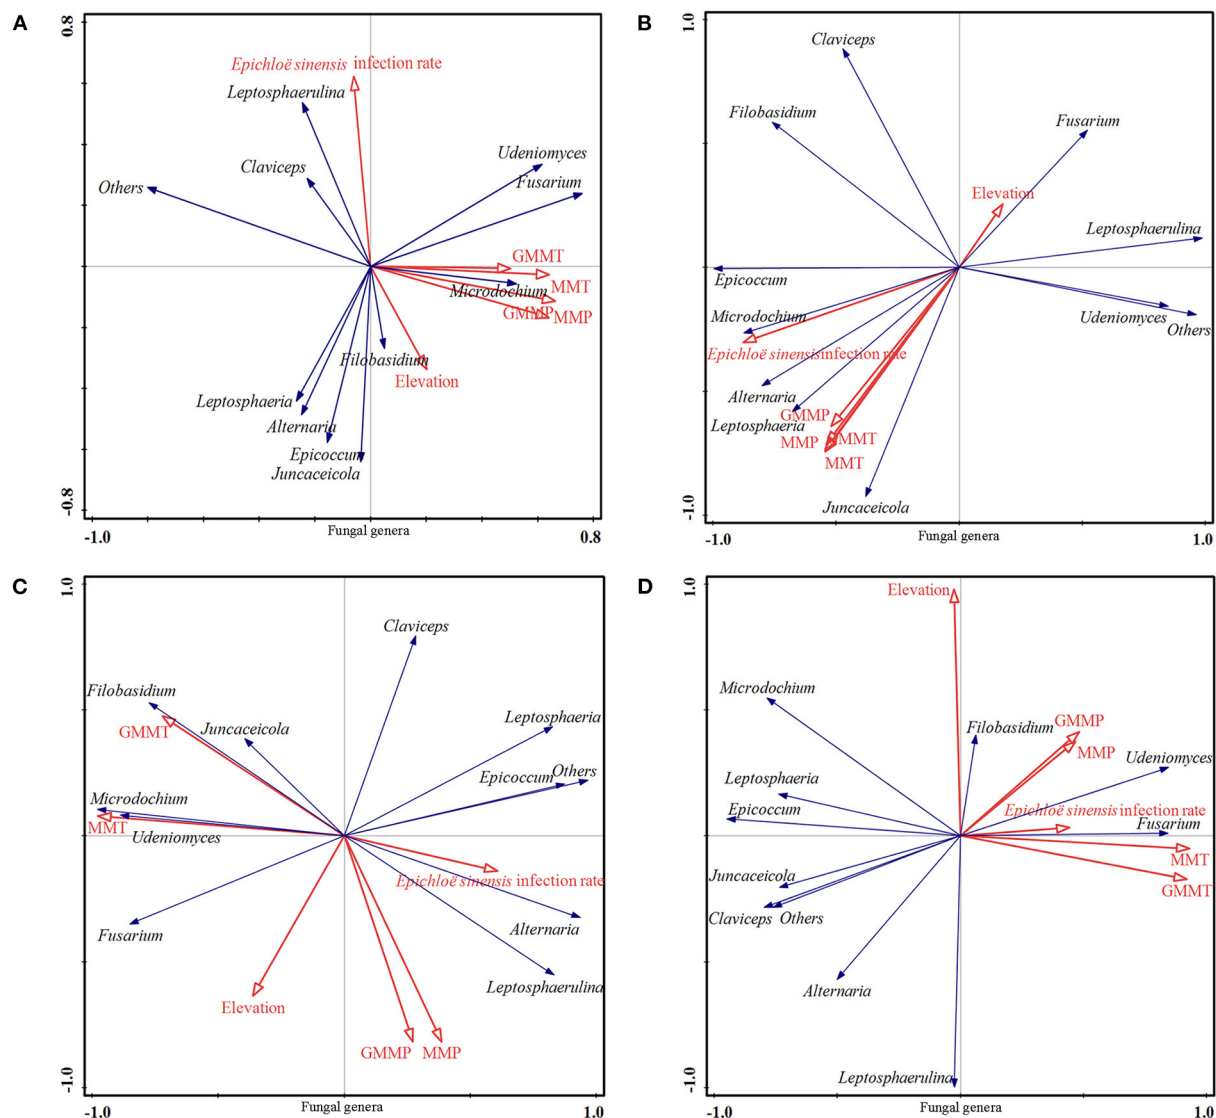 A
0.8
-0.8
Epichloë sinensis infection rate
Leptosphaerulina
Claviceps
Others
Udeniomyces
Fusarium
GMMT
MMT
Microdochium
GMMP
MMP
Filobasidium
Elevation
Leptosphaeria
Alternaria
Epicoccum
Juncaceicola
-1.0
Fungal genera
0.8
B
1.0
-1.0
Claviceps
Filobasidium
Fusarium
Elevation
Leptosphaerulina
Epicoccum
Microdochium
Udeniomyces
Others
Epichloë sinensis infection rate
Alternaria
GMMP
Leptosphaeria
MMP
MMT
MMT
Juncaceicola
-1.0
Fungal genera
1.0
C
1.0
-1.0
Claviceps
Filobasidium
GMMT
Juncaceicola
Leptosphaeria
Epicoccum
Others
Microdochium
MMT
Udeniomyces
Epichloë sinensis infection rate
Fusarium
Alternaria
Leptosphaerulina
Elevation
GMMP
MMP
-1.0
Fungal genera
1.0
D
1.0
-1.0
Elevation
Microdochium
Filobasidium
GMMP
MMP
Udeniomyces
Leptosphaeria
Epicoccum
Epichloë sinensis infection rate
Fusarium
MMT
GMMT
Juncaceicola
Claviceps
Others
Alternaria
Leptosphaerulina
-1.0
Fungal genera
1.0